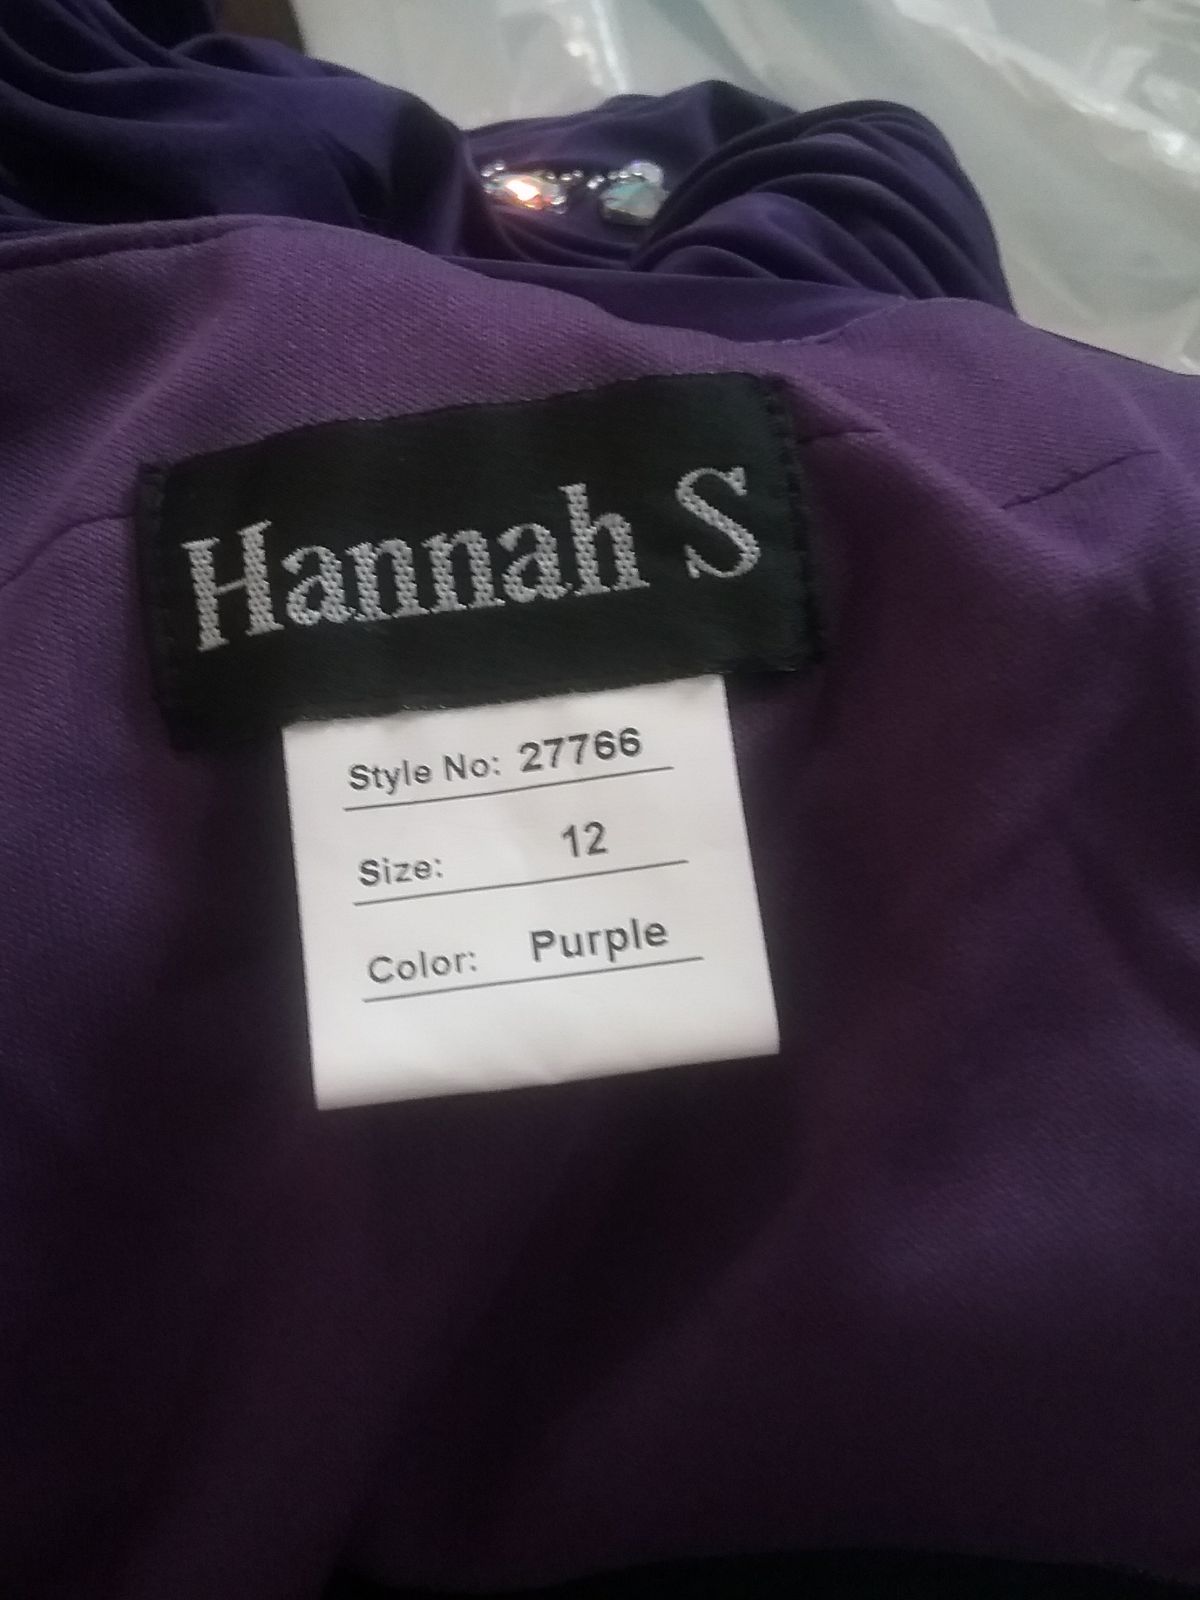 Hannah S
Style No: 27766
Size: 12
Color: Purple